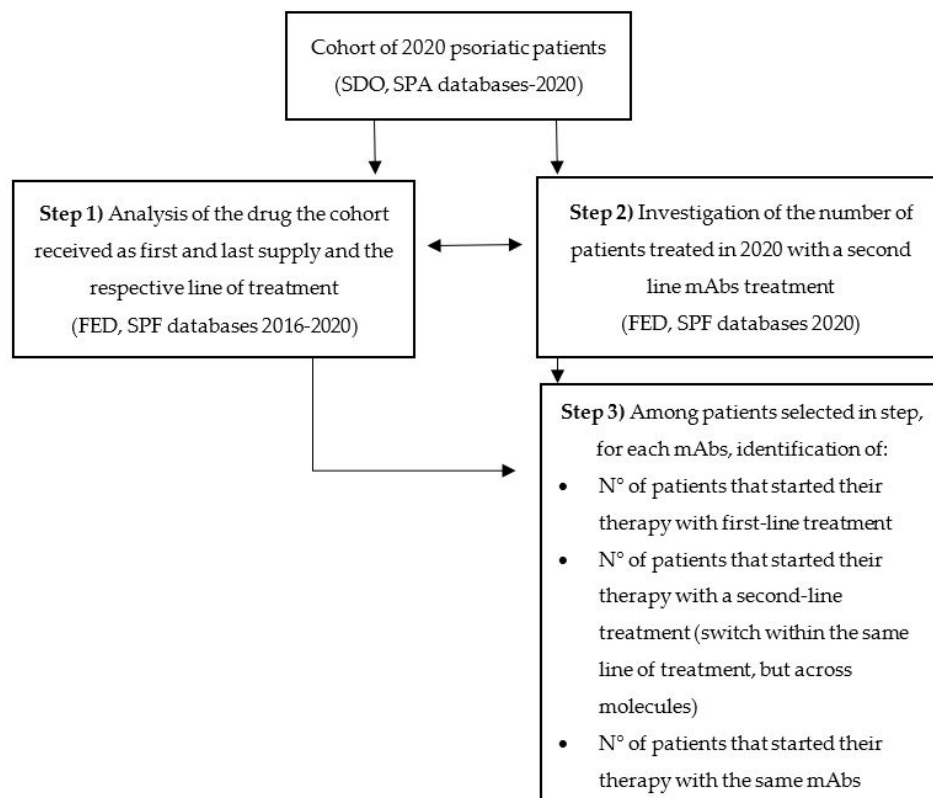 Cohort of 2020 psoriatic patients
(SDO, SPA databases-2020)
Step 1) Analysis of the drug the cohort
received as first and last supply and the
respective line of treatment
(FED, SPF databases 2016-2020)
Step 2) Investigation of the number of
patients treated in 2020 with a second
line mAbs treatment
(FED, SPF databases 2020)
Step 3) Among patients selected in step,
for each mAbs, identification of:
• N° of patients that started their
therapy with first-line treatment
• N° of patients that started their
therapy with a second-line
treatment (switch within the same
line of treatment, but across
molecules)
• N° of patients that started their
therapy with the same mAbs